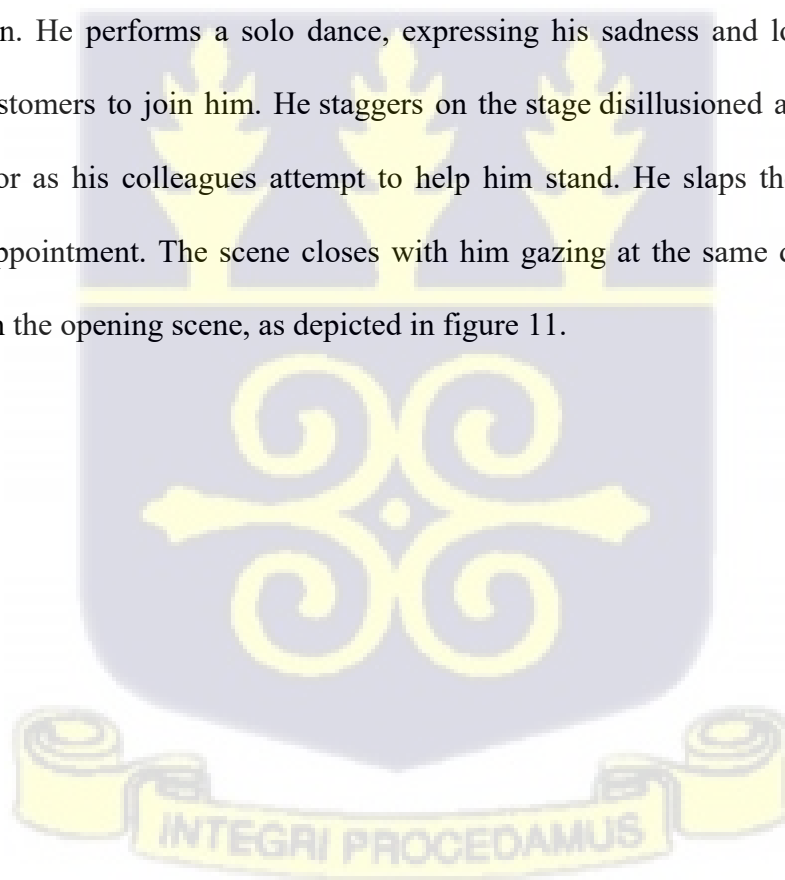 n. He performs a solo dance, expressing his sadness and lo
stomers to join him. He staggers on the stage disillusioned a
or as his colleagues attempt to help him stand. He slaps th
ppointment. The scene closes with him gazing at the same
the opening scene, as depicted in figure 11.
INTEGRI PROCEDAMUS